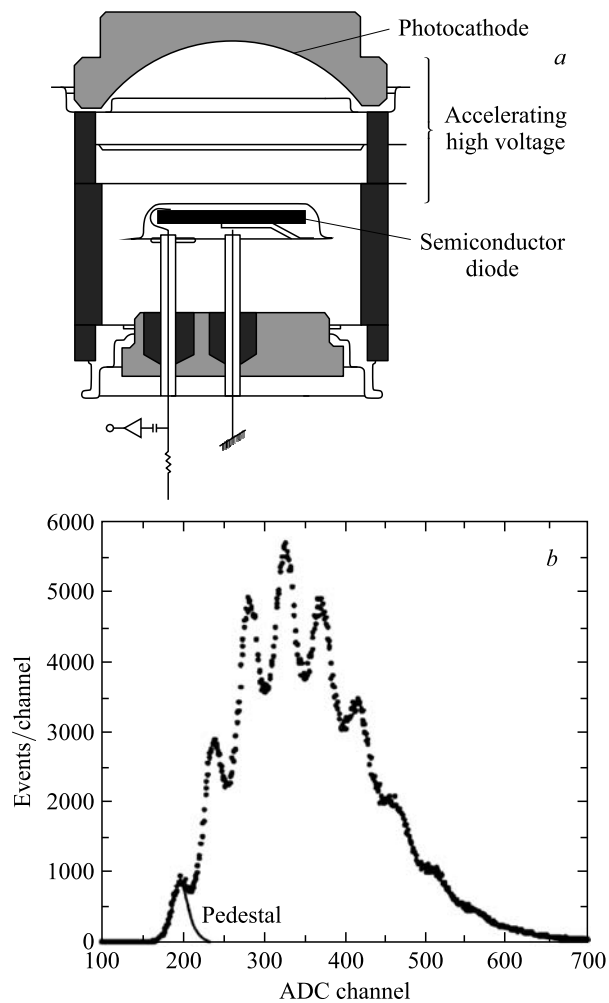 Photocathode
a
Accelerating
high voltage
Semiconductor
diode
6000
b
5000
4000
3000
2000
1000
0
Events/channel
Pedestal
100 200 300 400 500 600 700
ADC channel